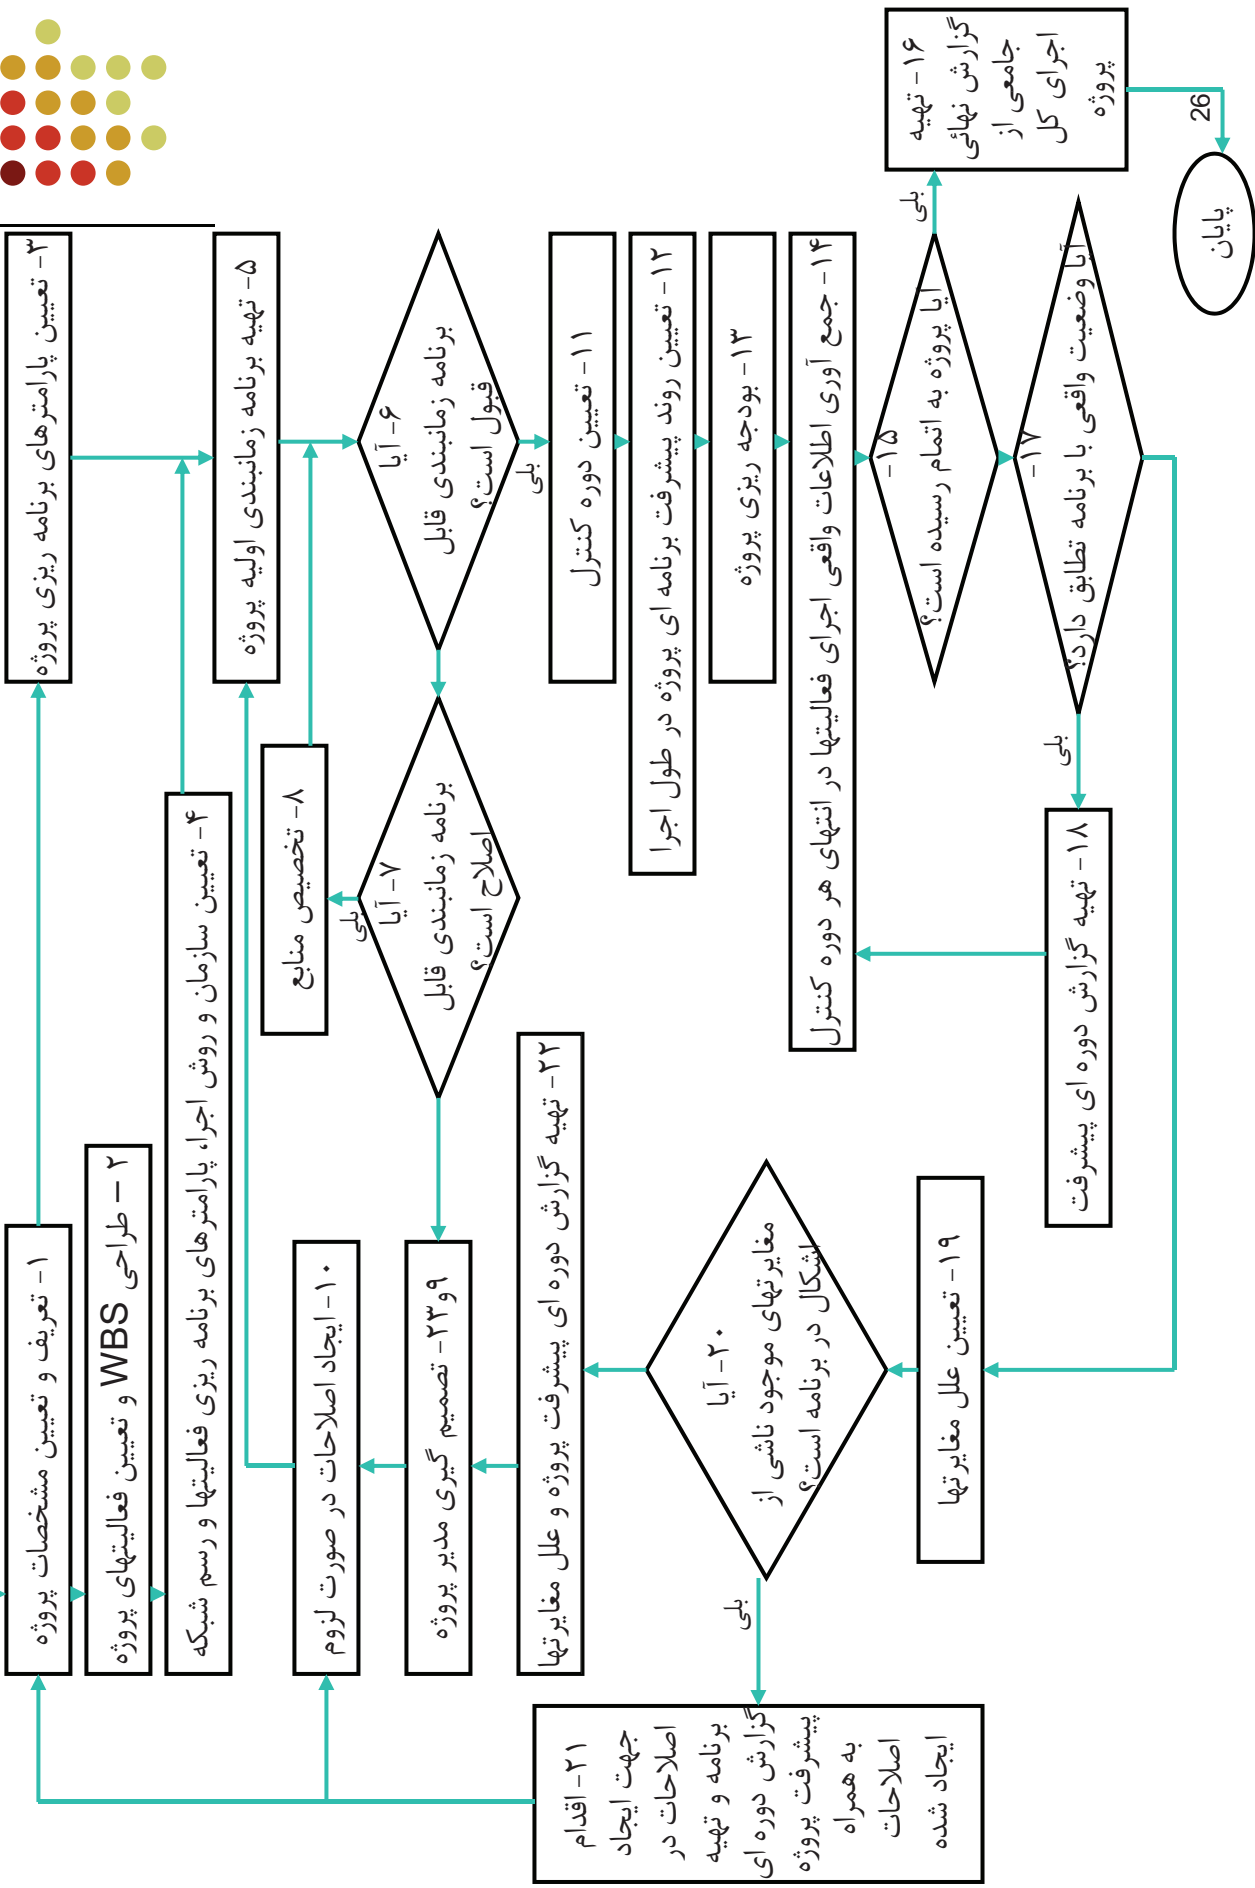 ۱- تعریف و تعیین مشخصات پروژه
۲ – طراحی WBS و تعیین فعالیتهای پروژه
۳- تعیین پارامترهای برنامه ریزی پروژه
۴- تعیین سازمان و روش اجرا، پارامترهای برنامه ریزی فعالیتها و رسم شبکه
۵- تهیه برنامه زمانبندی اولیه پروژه
۶- آیا
برنامه زمانبندی قابل
قبول است؟
بلی
۷- آیا
برنامه زمانبندی قابل
اصلاح است؟
بلی
۸- تخصیص منابع
۹و۲۳- تصمیم گیری مدیر پروژه
۱۰- ایجاد اصلاحات در صورت لزوم
۱۱- تعیین دوره کنترل
۱۲- تعیین روند پیشرفت برنامه ای پروژه در طول اجرا
۱۳- بودجه ریزی پروژه
۱۴- جمع آوری اطلاعات واقعی اجرای فعالیتها در انتهای هر دوره کنترل
۱۵-
آیا پروژه به اتمام رسیده است؟
بلی
۱۶- تهیه
گزارش نهائی
جامعی از
اجرای کل
پروژه
26
پایان
۱۷-
آیا وضعیت واقعی با برنامه تطابق دارد؟
بلی
۱۸- تهیه گزارش دوره ای پیشرفت
۱۹- تعیین علل مغایرتها
۲۰- آیا
مغایرتهای موجود ناشی از
اشکال در برنامه است؟
بلی
۲۱- اقدام
جهت ایجاد
اصلاحات در
برنامه و تهیه
گزارش دوره ای
پیشرفت پروژه
به همراه
اصلاحات
ایجاد شده
۲۲- تهیه گزارش دوره ای پیشرفت پروژه و علل مغایرتها